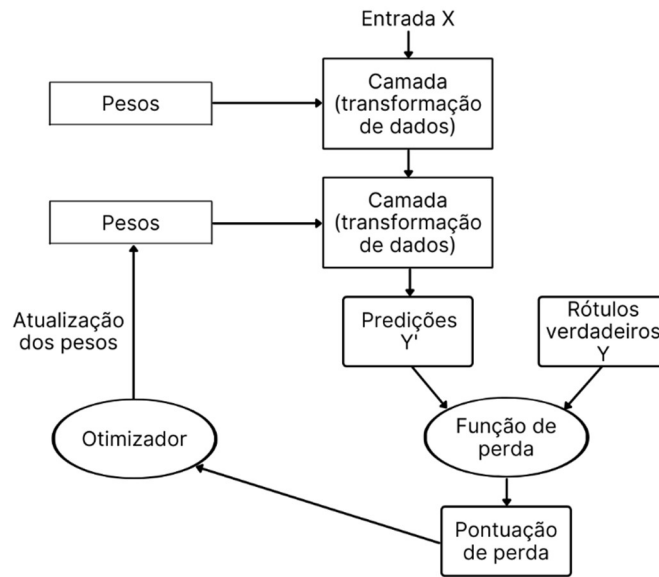 Entrada X
Pesos
Camada
(transformação
de dados)
Pesos
Camada
(transformação
de dados)
Atualização
dos pesos
Predições
Y'
Rótulos
verdadeiros
Y
Otimizador
Função de
perda
Pontuação
de perda